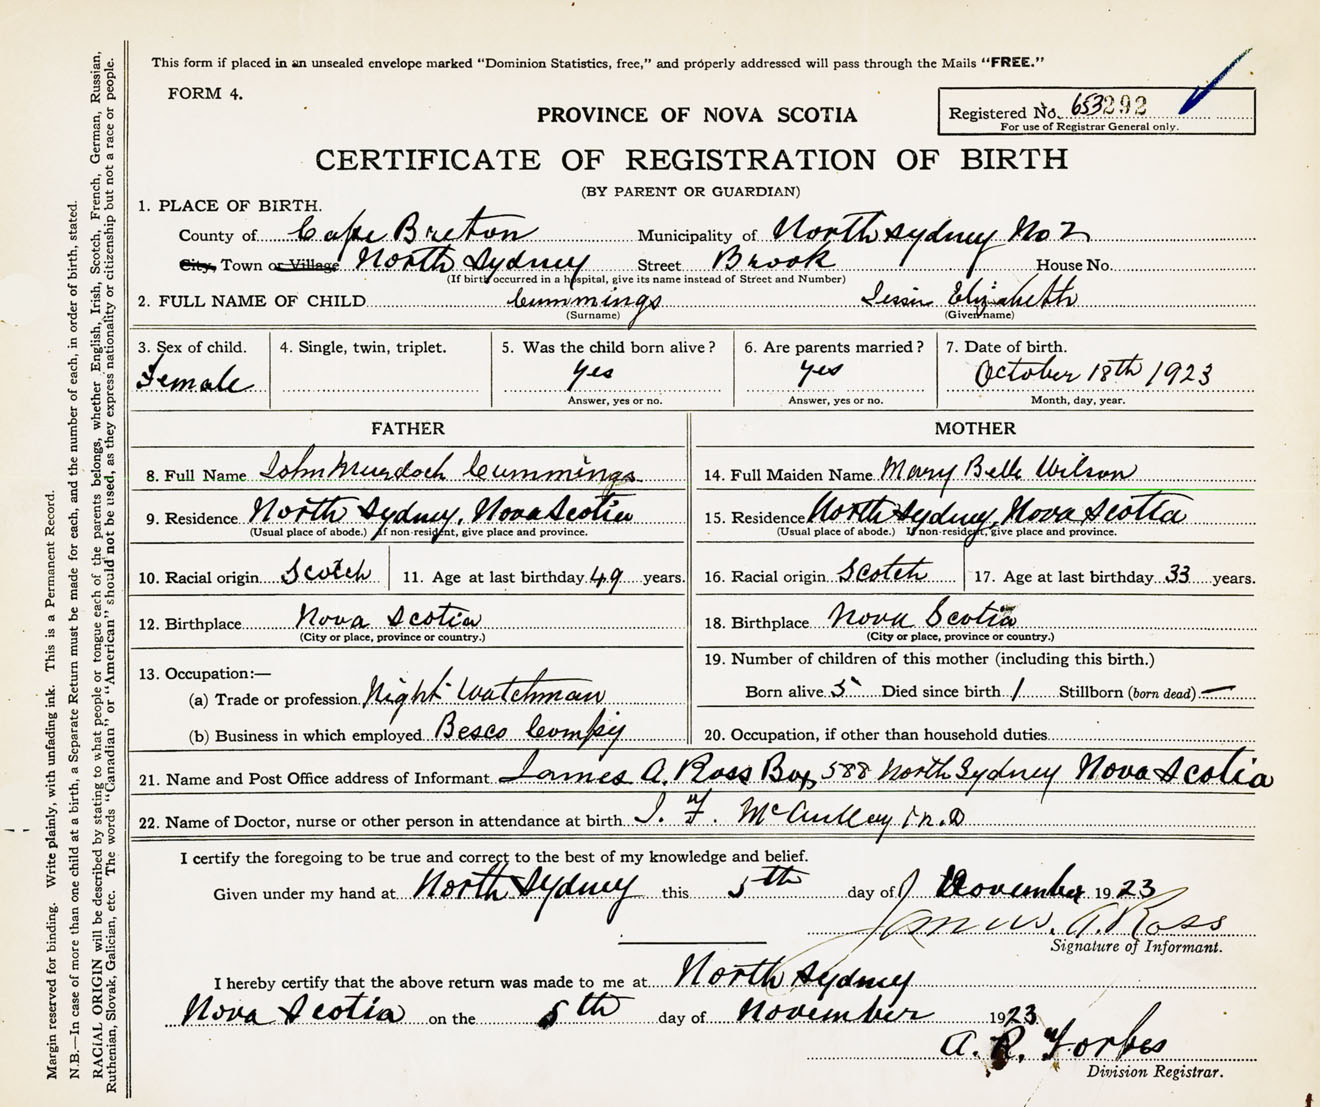 This form if placed in an unsealed envelope marked "Dominion Statistics, free," and properly addressed will pass through the Mails "FREE."
FORM 4.
PROVINCE OF NOVA SCOTIA
Registered No. 653292
For use of Registrar General only.
CERTIFICATE OF REGISTRATION OF BIRTH
(BY PARENT OR GUARDIAN)
1. PLACE OF BIRTH.
County of Cape Breton Municipality of North Sydney No 2
City, Town or Village North Sydney Street Brook House No.
(If birth occurred in a hospital, give its name instead of Street and Number)
2. FULL NAME OF CHILD Cummings Jessie Elizabeth
(Surname) (Given name)
3. Sex of child. 4. Single, twin, triplet. 5. Was the child born alive? 6. Are parents married? 7. Date of birth.
Female Yes Yes October 18th 1923
Answer, yes or no. Answer, yes or no. Month, day, year.
FATHER
8. Full Name John Murdoch Cummings
9. Residence North Sydney, Nova Scotia
(Usual place of abode.) If non-resident, give place and province.
10. Racial origin Scotch 11. Age at last birthday 49 years.
12. Birthplace Nova Scotia
(City or place, province or country.)
13. Occupation:—
(a) Trade or profession Night Watchman
(b) Business in which employed Besco Compy
MOTHER
14. Full Maiden Name Mary Belle Wilson
15. Residence North Sydney, Nova Scotia
(Usual place of abode.) If non-resident, give place and province.
16. Racial origin Scotch 17. Age at last birthday 33 years.
18. Birthplace Nova Scotia
(City or place, province or country.)
19. Number of children of this mother (including this birth.)
Born alive 5 Died since birth 1 Stillborn (born dead) —
20. Occupation, if other than household duties
21. Name and Post Office address of Informant James A. Ross Box 588 North Sydney Nova Scotia
22. Name of Doctor, nurse or other person in attendance at birth J. F. McAulley M.D
I certify the foregoing to be true and correct to the best of my knowledge and belief.
Given under my hand at North Sydney this 5th day of November 1923
James A. Ross
Signature of Informant.
I hereby certify that the above return was made to me at North Sydney
Nova Scotia on the 5th day of November 1923
A. R. Forbes
Division Registrar.
Margin reserved for binding. Write plainly, with unfading ink. This is a Permanent Record.
N.B.—In case of more than one child at a birth, a Separate Return must be made for each, and the number of each, in order of birth, stated.
RACIAL ORIGIN will be described by stating to what people or tongue each of the parents belongs, whether English, Irish, Scotch, French, German, Russian,
Ruthenian, Slovak, Galician, etc. The words "Canadian" or "American" should not be used, as they express nationality or citizenship but not a race or people.